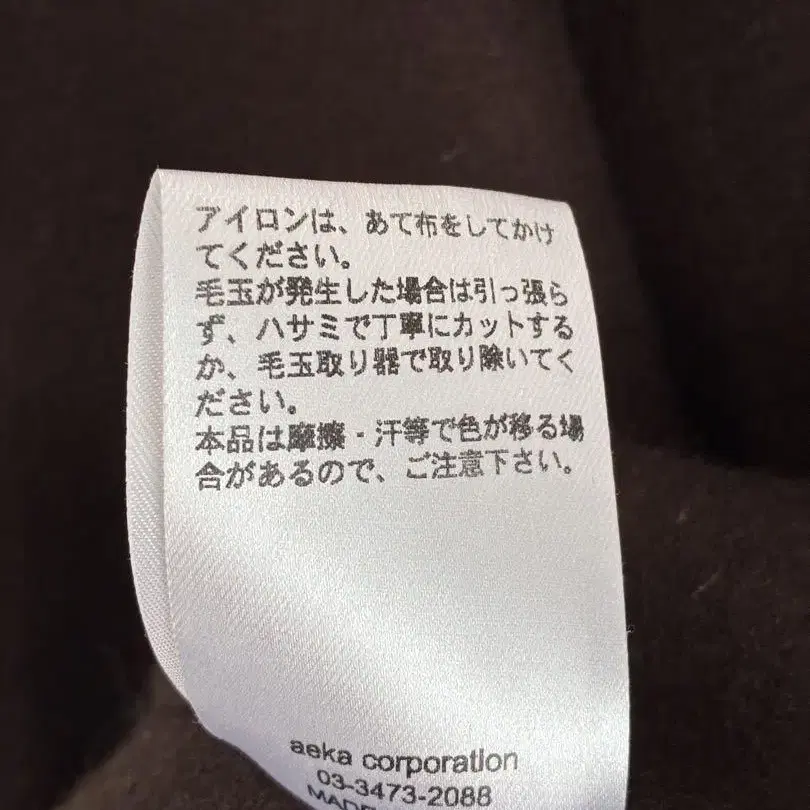 アイロンは、あて布をしてかけ
てください。
毛玉が発生した場合は引っ張ら
ず、ハサミで丁寧にカットする
か、毛玉取り器で取り除いてく
ださい。
本品は摩擦・汗等で色が移る場
合があるので、ご注意下さい。
aeka corporation
03-3473-2088
MADE